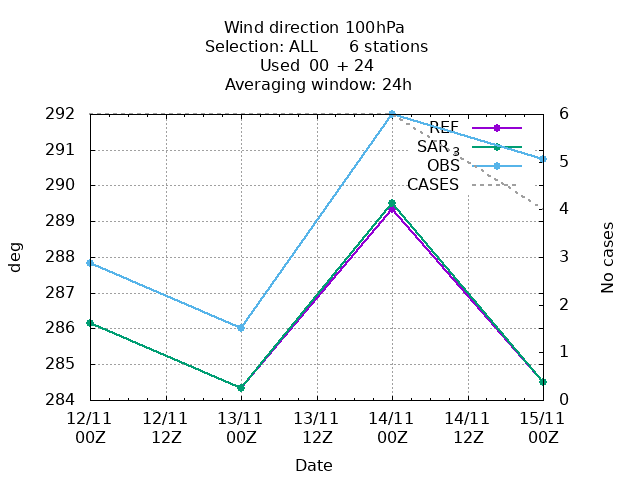 Wind direction 100hPa
Selection: ALL 6 stations
Used 00 + 24
Averaging window: 24h
292 6
REF
291 SAR 3
5
OBS
290 CASES
289 4
288 3
287
2
286
1
285
284 0
deg
No cases
12/11 12/11 13/11 13/11 14/11 14/11 15/11
00Z 12Z 00Z 12Z 00Z 12Z 00Z
Date